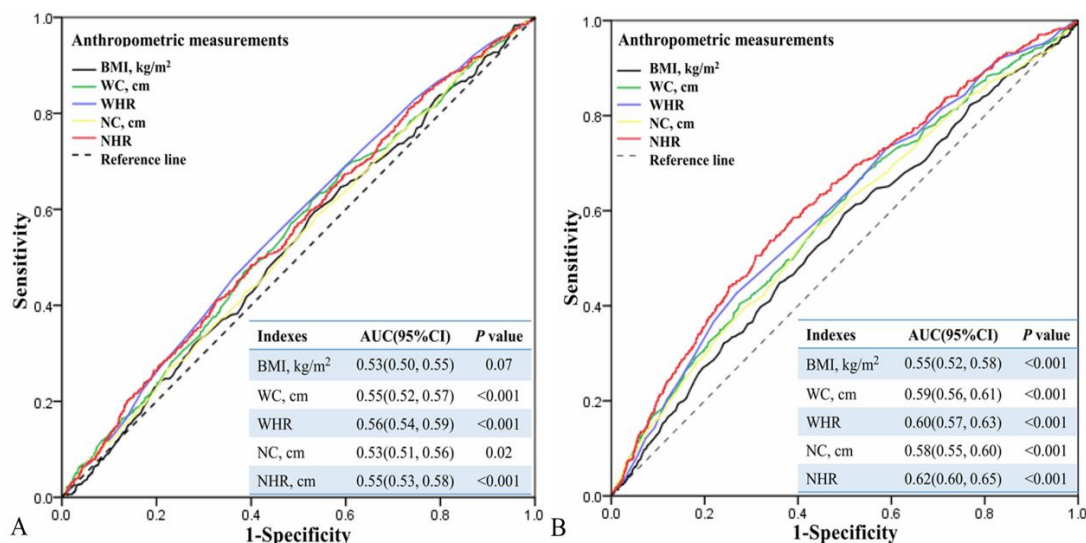 Anthropometric measurements
BMI, kg/m²
WC, cm
WHR
NC, cm
NHR
Reference line
Sensitivity
1.0
0.8
0.6
0.4
0.2
0.0
Indexes AUC(95%CI) P value
BMI, kg/m² 0.53(0.50, 0.55) 0.07
WC, cm 0.55(0.52, 0.57) <0.001
WHR 0.56(0.54, 0.59) <0.001
NC, cm 0.53(0.51, 0.56) 0.02
NHR, cm 0.55(0.53, 0.58) <0.001
0.0 0.2 0.4 0.6 0.8 1.0
1-Specificity
A
Anthropometric measurements
BMI, kg/m²
WC, cm
WHR
NC, cm
NHR
Reference line
Sensitivity
1.0
0.8
0.6
0.4
0.2
0.0
Indexes AUC(95%CI) P value
BMI, kg/m² 0.55(0.52, 0.58) <0.001
WC, cm 0.59(0.56, 0.61) <0.001
WHR 0.60(0.57, 0.63) <0.001
NC, cm 0.58(0.55, 0.60) <0.001
NHR 0.62(0.60, 0.65) <0.001
0.0 0.2 0.4 0.6 0.8 1.0
1-Specificity
B